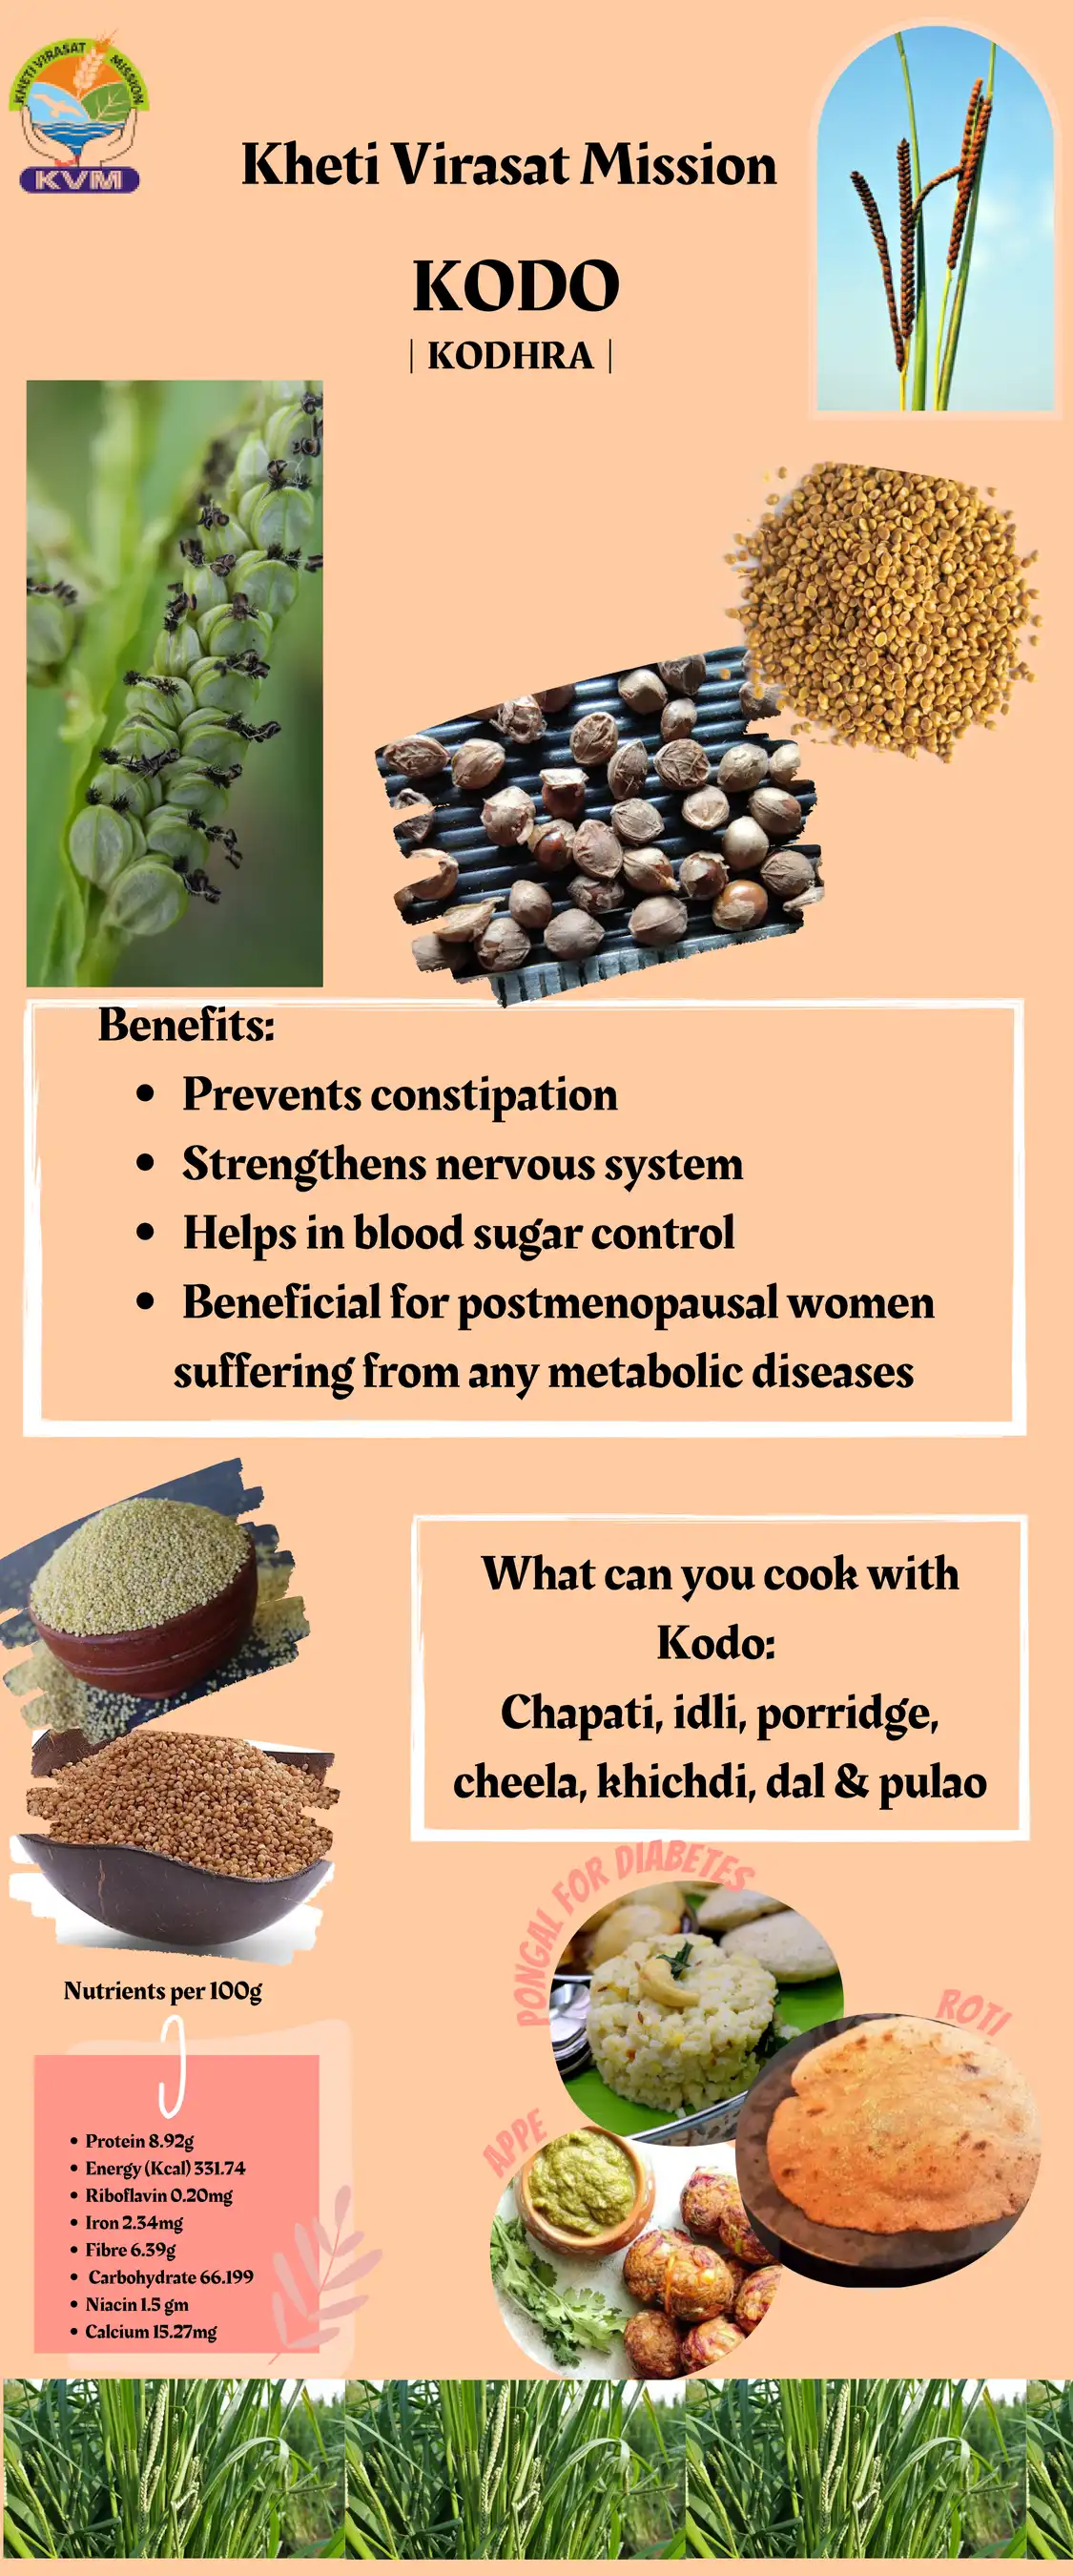 KHETI VIRASAT MISSION
KVM
Kheti Virasat Mission
KODO
| KODHRA |
Benefits:
• Prevents constipation
• Strengthens nervous system
• Helps in blood sugar control
• Beneficial for postmenopausal women
suffering from any metabolic diseases
What can you cook with
Kodo:
Chapati, idli, porridge,
cheela, khichdi, dal & pulao
PONGAL FOR DIABETES
ROTI
APPE
Nutrients per 100g
• Protein 8.92g
• Energy (Kcal) 331.74
• Riboflavin 0.20mg
• Iron 2.34mg
• Fibre 6.39g
• Carbohydrate 66.199
• Niacin 1.5 gm
• Calcium 15.27mg